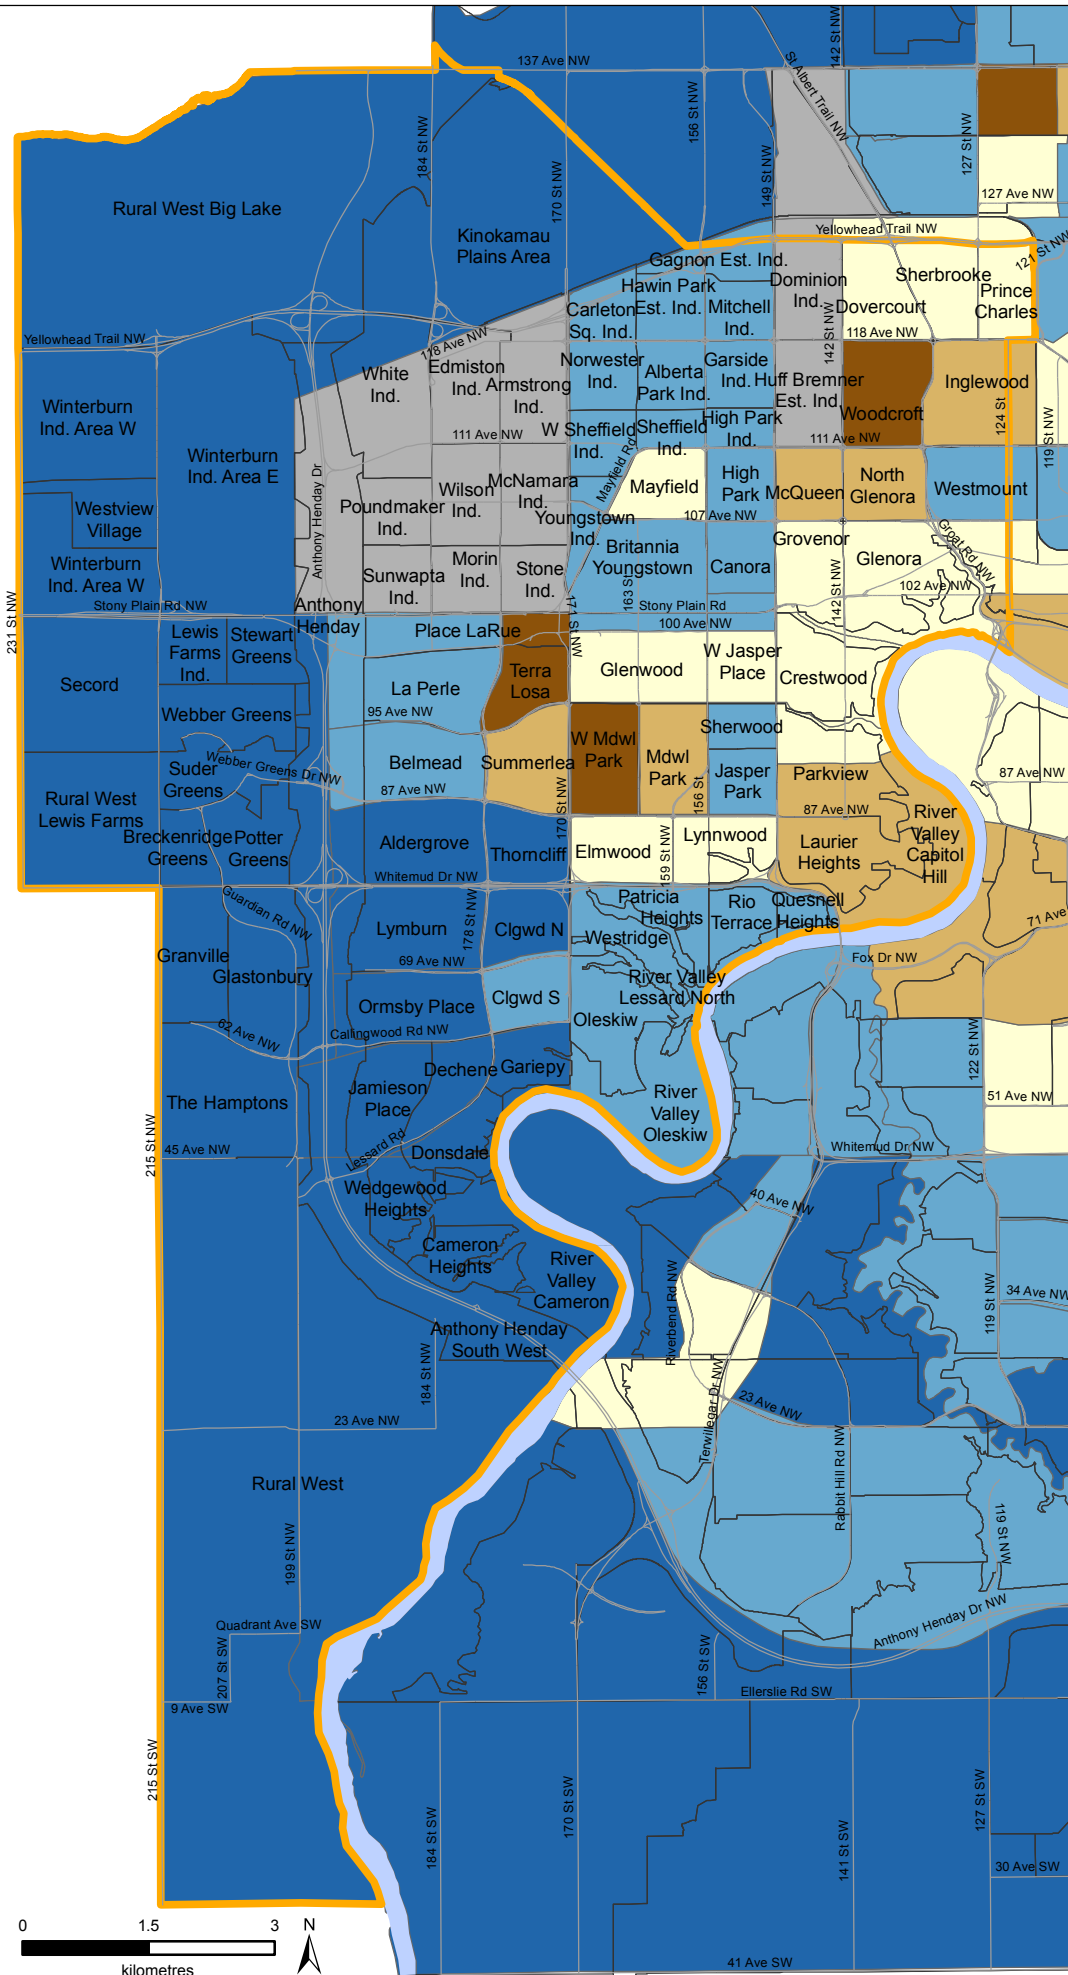 137 Ave NW
142 St NW
St Albert Trail NW
156 St NW
184 St NW
170 St NW
149 St NW
127 St NW
127 Ave NW
Rural West Big Lake
Kinokamau
Plains Area
Yellowhead Trail NW
121 St NW
Gagnon Est. Ind.
Hawin Park
Est. Ind.
Dominion
Ind.
Sherbrooke
Prince
Charles
Dovercourt
Carleton
Sq. Ind.
Mitchell
Ind.
142 St NW
118 Ave NW
Yellowhead Trail NW
118 Ave NW
White
Ind.
Edmiston
Ind.
Armstrong
Ind.
Norwester
Ind.
Alberta
Park Ind.
Garside
Ind.
Huff Bremner
Est. Ind.
Woodcroft
Inglewood
124 St
119 St NW
Winterburn
Ind. Area W
111 Ave NW
W Sheffield
Ind.
Sheffield
Ind.
High Park
Ind.
111 Ave NW
Winterburn
Ind. Area E
Anthony Henday Dr
Mayfield Rd
Mayfield
High
Park
McQueen
North
Glenora
Westmount
Westview
Village
Poundmaker
Ind.
Wilson
Ind.
McNamara
Ind.
107 Ave NW
Youngstown
Ind.
Britannia
Youngstown
Grovenor
Glenora
Groat Rd NW
Winterburn
Ind. Area W
Sunwapta
Ind.
Morin
Ind.
Stone
Ind.
163 St
Canora
142 St NW
102 Ave NW
231 St NW
Stony Plain Rd NW
Anthony
Henday
171 St NW
Stony Plain Rd
100 Ave NW
Lewis
Farms
Ind.
Stewart
Greens
Place LaRue
Secord
Terra
Losa
Glenwood
W Jasper
Place
Crestwood
La Perle
95 Ave NW
Webber Greens
Sherwood
W Mdwl
Park
Mdwl
Park
Suder
Greens
Webber Greens Dr NW
Belmead
Summerlea
87 Ave NW
156 St
Jasper
Park
Parkview
87 Ave NW
87 Ave NW
Rural West
Lewis Farms
170 St NW
River
Valley
Capitol
Hill
Breckenridge
Greens
Potter
Greens
Aldergrove
Thorncliff
Elmwood
159 St NW
Lynnwood
Laurier
Heights
Whitemud Dr NW
Guardian Rd NW
Patricia
Heights
Rio
Terrace
Quesnell
Heights
71 Ave
Lymburn
178 St NW
Clgwd N
Westridge
Granville
Glastonbury
69 Ave NW
Fox Dr NW
River Valley
Lessard North
Ormsby Place
Clgwd S
Oleskiw
62 Ave NW
Callingwood Rd NW
122 St NW
Dechene
Gariepy
The Hamptons
Jamieson
Place
River
Valley
Oleskiw
51 Ave NW
215 St NW
45 Ave NW
Lessard Rd
Donsdale
Whitemud Dr NW
Wedgewood
Heights
40 Ave NW
Cameron
Heights
River
Valley
Cameron
Riverbend Rd NW
119 St NW
34 Ave NW
Anthony Henday
South West
184 St NW
Terwillegar Dr NW
23 Ave NW
23 Ave NW
Rural West
Rabbit Hill Rd NW
119 St NW
199 St NW
Quadrant Ave SW
207 St SW
Anthony Henday Dr NW
156 St SW
9 Ave SW
Ellerslie Rd SW
215 St SW
184 St SW
170 St SW
141 St SW
127 St SW
30 Ave SW
0 1.5 3
N
kilometres
41 Ave SW